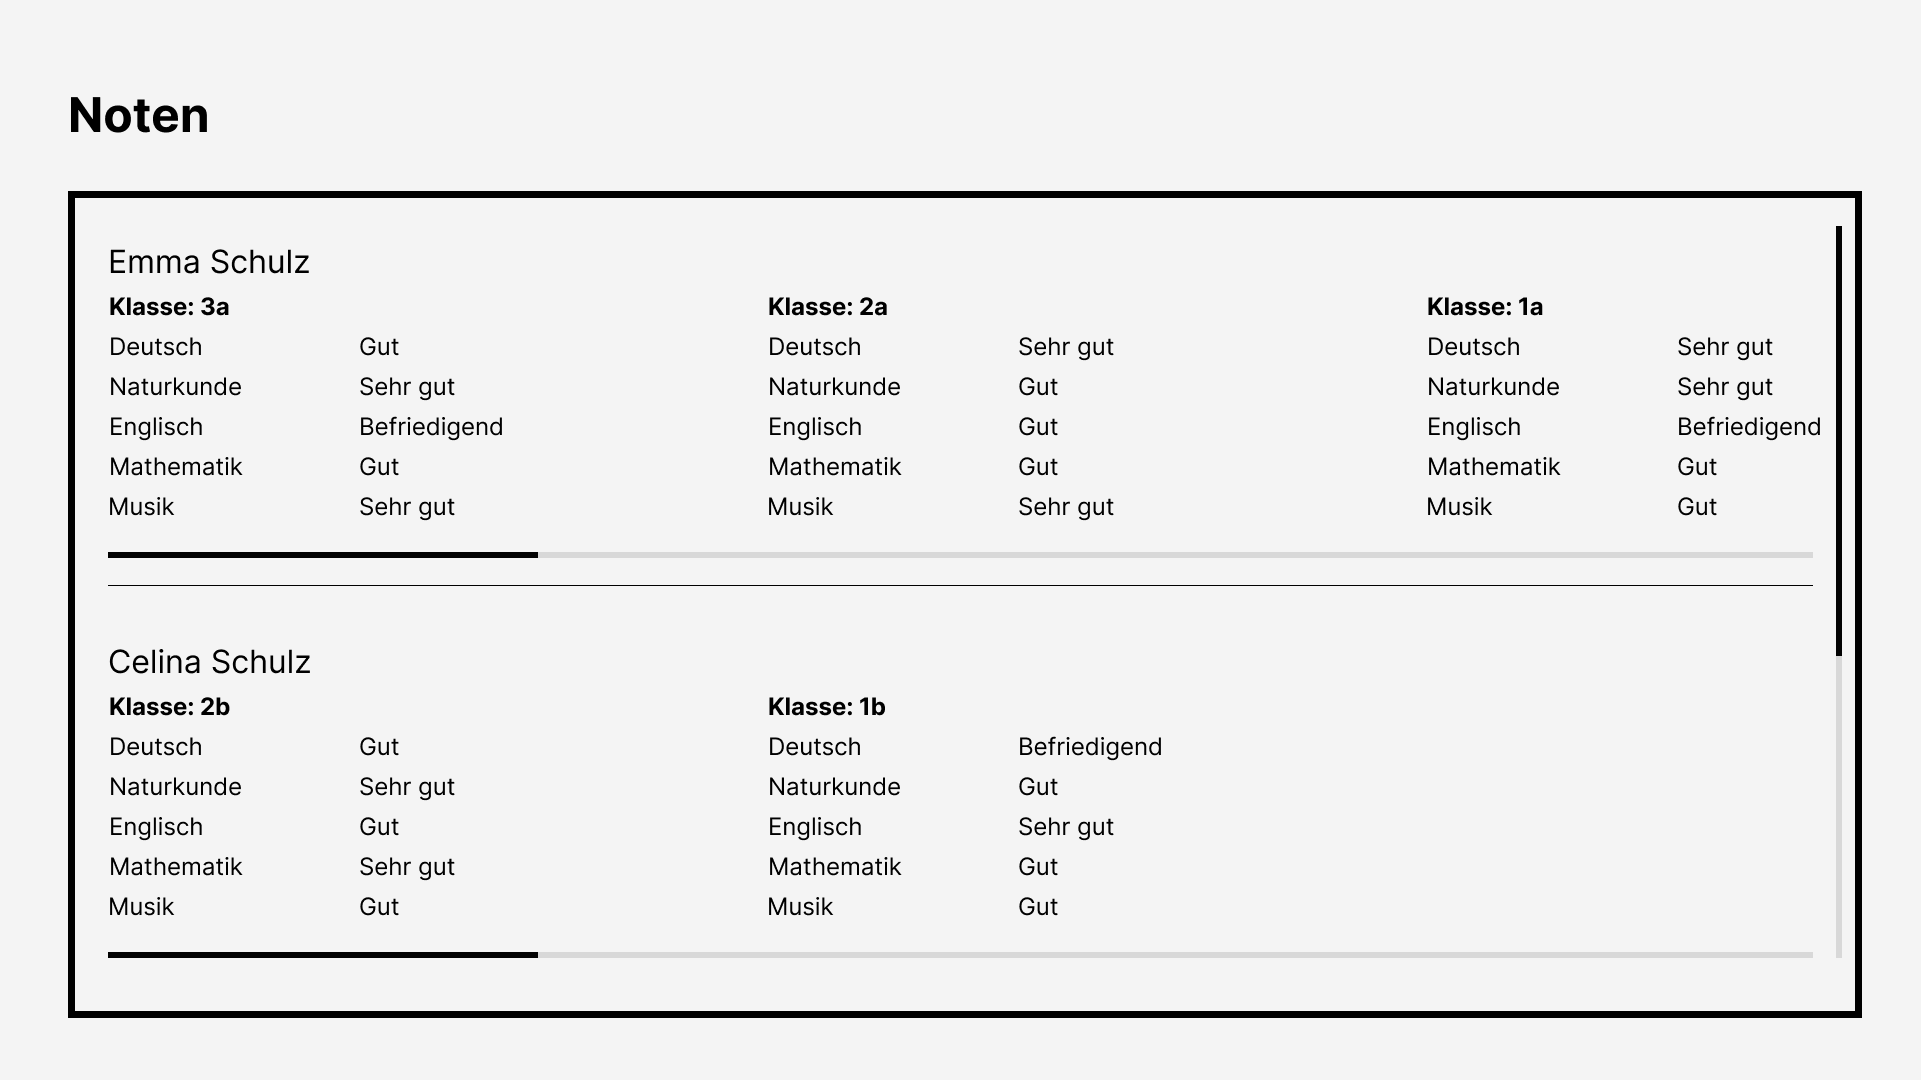 Noten
Emma Schulz
Klasse: 3a Klasse: 2a Klasse: 1a
Deutsch Gut Deutsch Sehr gut Deutsch Sehr gut
Naturkunde Sehr gut Naturkunde Gut Naturkunde Sehr gut
Englisch Befriedigend Englisch Gut Englisch Befriedigend
Mathematik Gut Mathematik Gut Mathematik Gut
Musik Sehr gut Musik Sehr gut Musik Gut
Celina Schulz
Klasse: 2b Klasse: 1b
Deutsch Gut Deutsch Befriedigend
Naturkunde Sehr gut Naturkunde Gut
Englisch Gut Englisch Sehr gut
Mathematik Sehr gut Mathematik Gut
Musik Gut Musik Gut